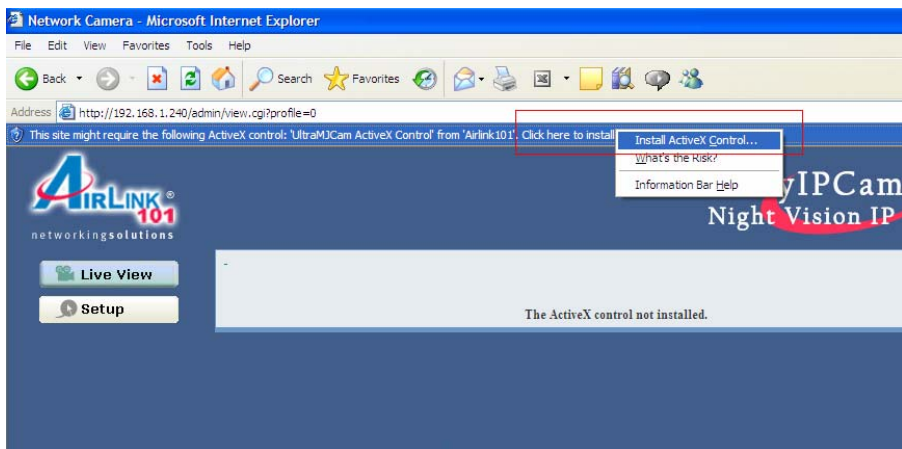 Network Camera - Microsoft Internet Explorer
File Edit View Favorites Tools Help
Back Search Favorites
Address http://192.168.1.240/admin/view.cgi?profile=0
This site might require the following ActiveX control: 'UltraMJCam ActiveX Control' from 'Airlink101'. Click here to install
Install ActiveX Control...
What's the Risk?
Information Bar Help
AIRLINK ®
101
networkingsolutions
yIPCam
Night Vision IP
Live View
-
Setup
The ActiveX control not installed.